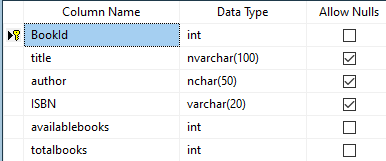 Column Name Data Type Allow Nulls
BookId int
title nvarchar(100)
author nchar(50)
ISBN varchar(20)
availablebooks int
totalbooks int